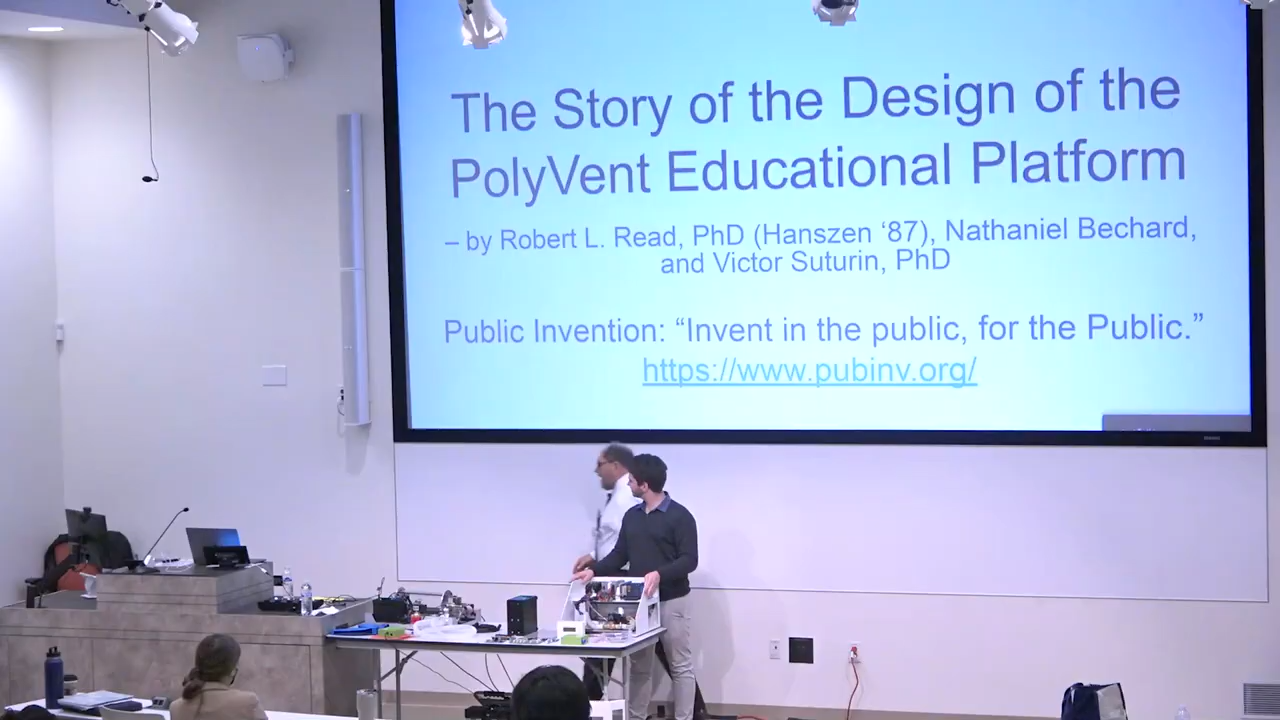 The Story of the Design of the
PolyVent Educational Platform
– by Robert L. Read, PhD (Hanszen ‘87), Nathaniel Bechard,
and Victor Suturin, PhD
Public Invention: “Invent in the public, for the Public.”
https://www.pubinv.org/